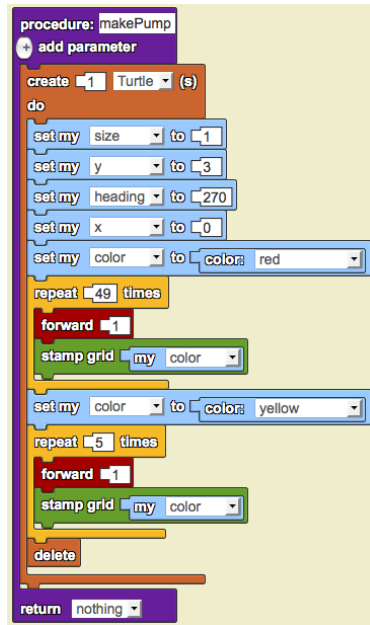 procedure: makePump
+ add parameter
create 1 Turtle (s)
do
set my size to 1
set my y to 3
set my heading to 270
set my x to 0
set my color to color: red
repeat 49 times
forward 1
stamp grid my color
set my color to color: yellow
repeat 5 times
forward 1
stamp grid my color
delete
return nothing